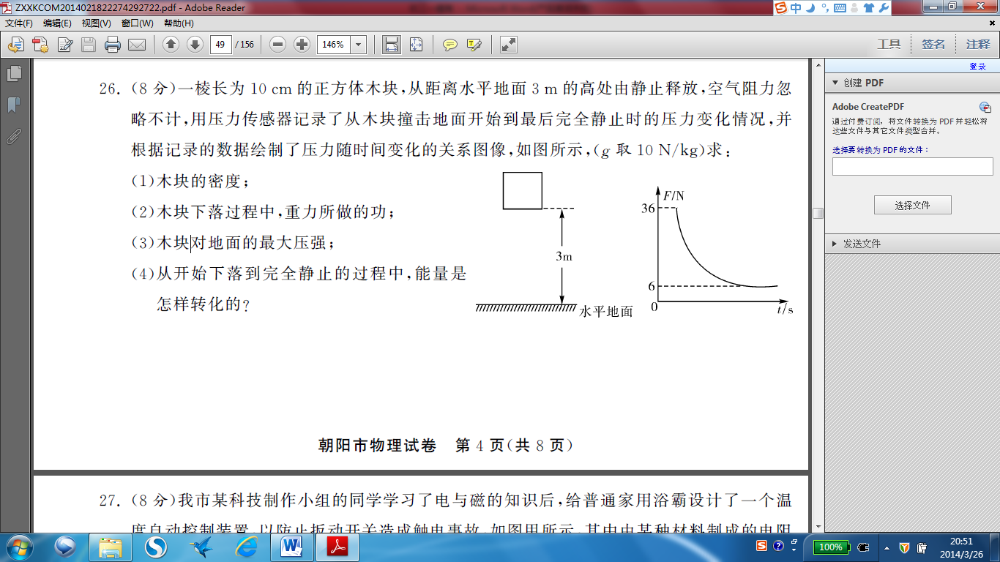 ZXXKCOM2014021822274292722.pdf - Adobe Reader
中
文件(F) 编辑(E) 视图(V) 窗口(W) 帮助(H)
49 / 156
146%
工具 签名 注释
登录
创建 PDF
Adobe CreatePDF
通过付费订阅，将文件转换为 PDF 并轻松将
这些文件与其它文件类型合并。
选择要转换为 PDF 的文件：
选择文件
发送文件
26. (8 分)一棱长为 10 cm 的正方体木块,从距离水平地面 3 m 的高处由静止释放,空气阻力忽
略不计,用压力传感器记录了从木块撞击地面开始到最后完全静止时的压力变化情况,并
根据记录的数据绘制了压力随时间变化的关系图像,如图所示,(g 取 10 N/kg)求:
(1)木块的密度;
(2)木块下落过程中,重力所做的功;
(3)木块对地面的最大压强;
(4)从开始下落到完全静止的过程中,能量是
怎样转化的?
3m
水平地面
F/N
36
6
0
t/s
朝阳市物理试卷 第 4 页(共 8 页)
27. (8 分)我市某科技制作小组的同学学习了电与磁的知识后,给普通家用浴霸设计了一个温
度自动控制装置,以防止扳动开关造成触电事故,如图甲所示,其中由某种材料制成的电阻
100%
20:51
2014/3/26